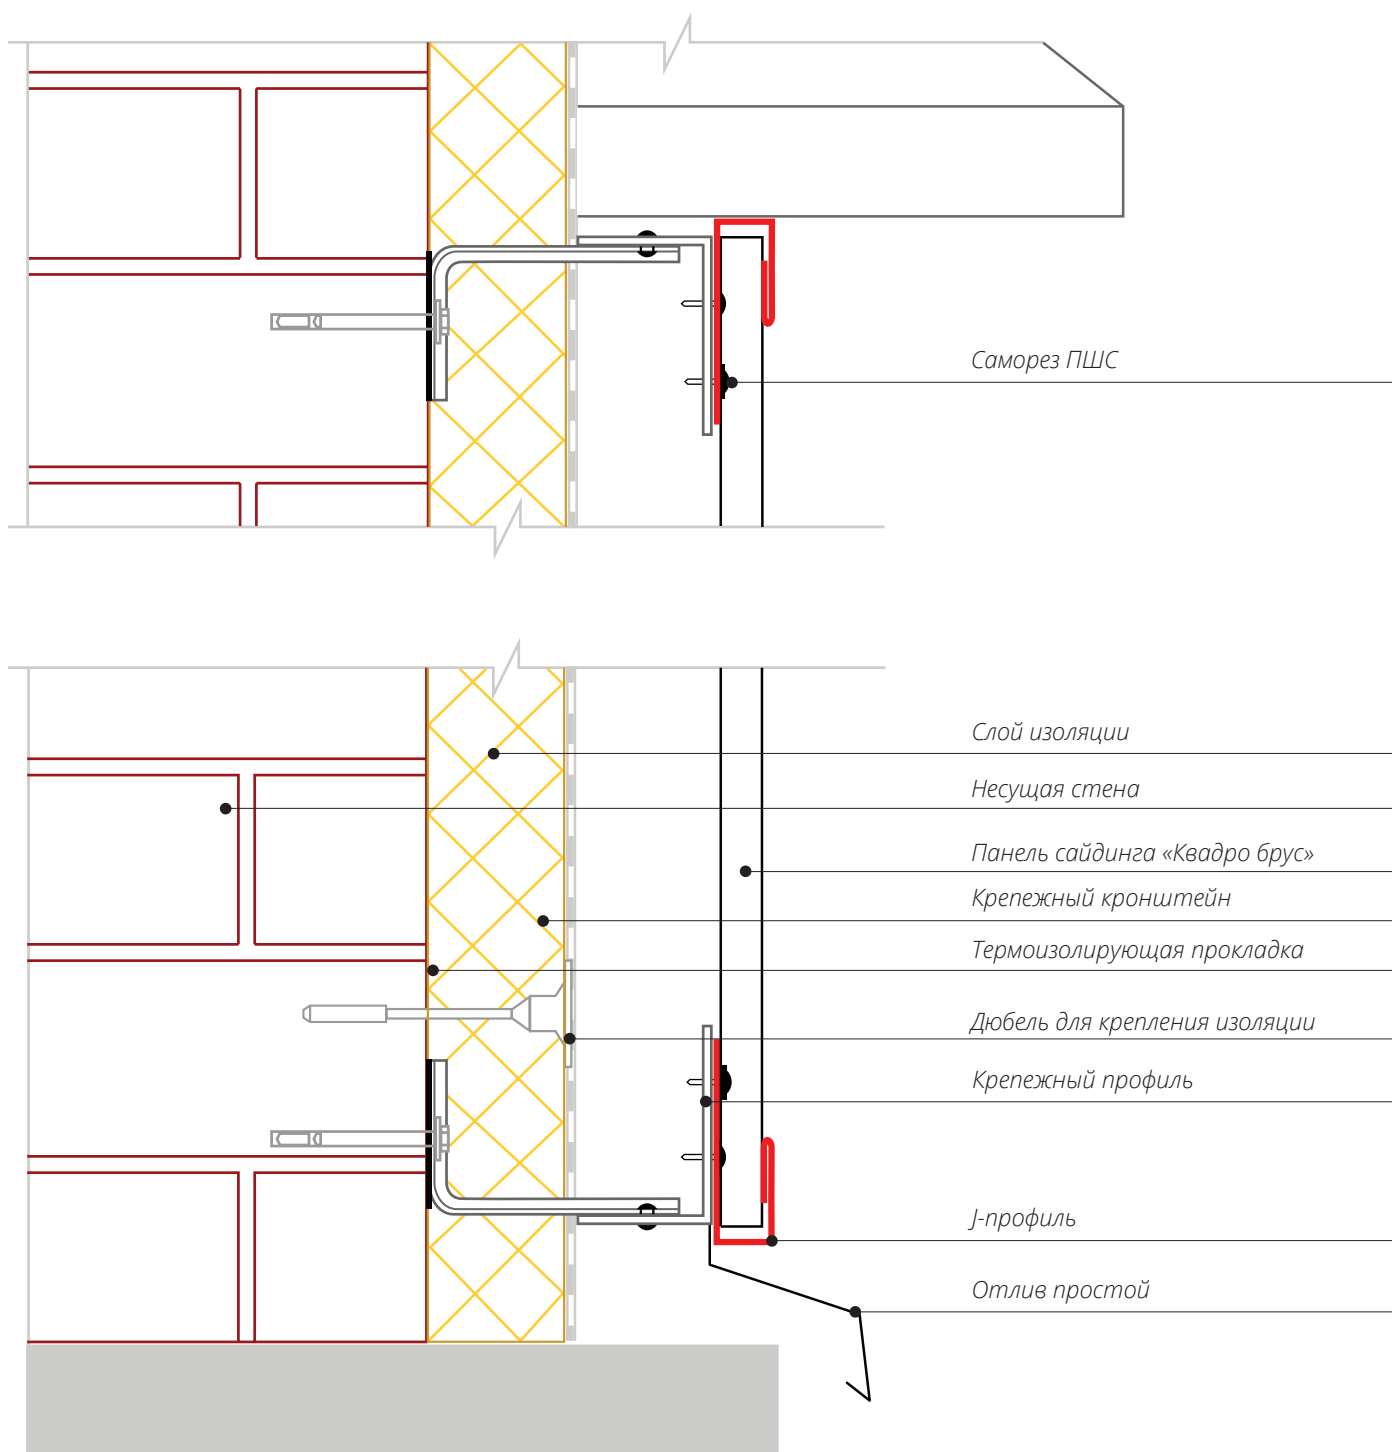 Саморез ПШС
Слой изоляции
Несущая стена
Панель сайдинга «Квадро брус»
Крепежный кронштейн
Термоизолирующая прокладка
Дюбель для крепления изоляции
Крепежный профиль
J-профиль
Отлив простой